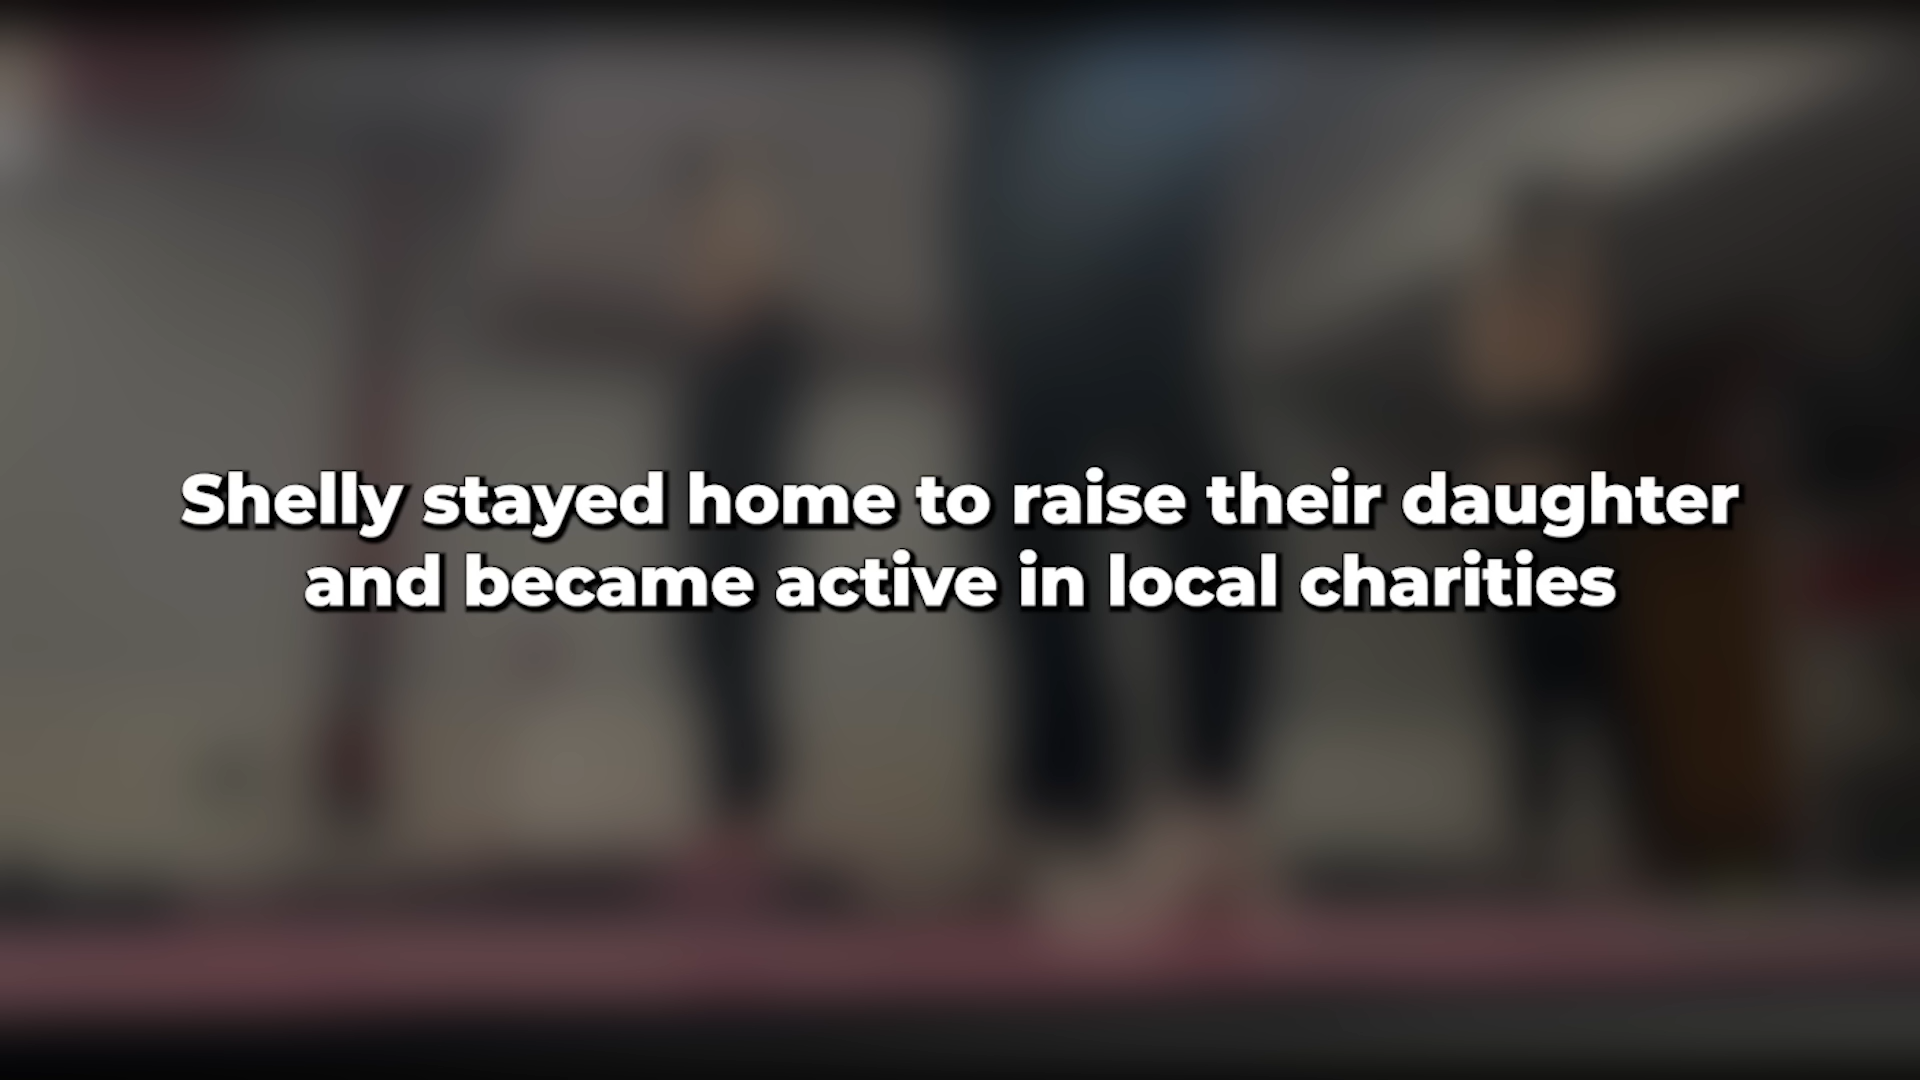 Shelly stayed home to raise their daughter
and became active in local charities